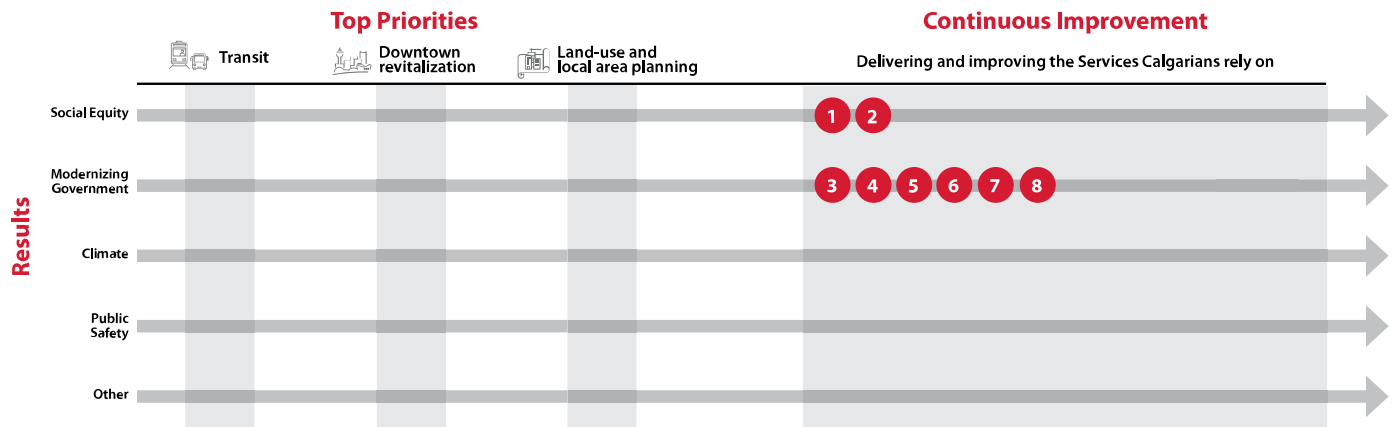 Top Priorities
Continuous Improvement
Transit
Downtown
revitalization
Land-use and
local area planning
Delivering and improving the Services Calgarians rely on
Results
Social Equity
1 2
Modernizing
Government
3 4 5 6 7 8
Climate
Public
Safety
Other